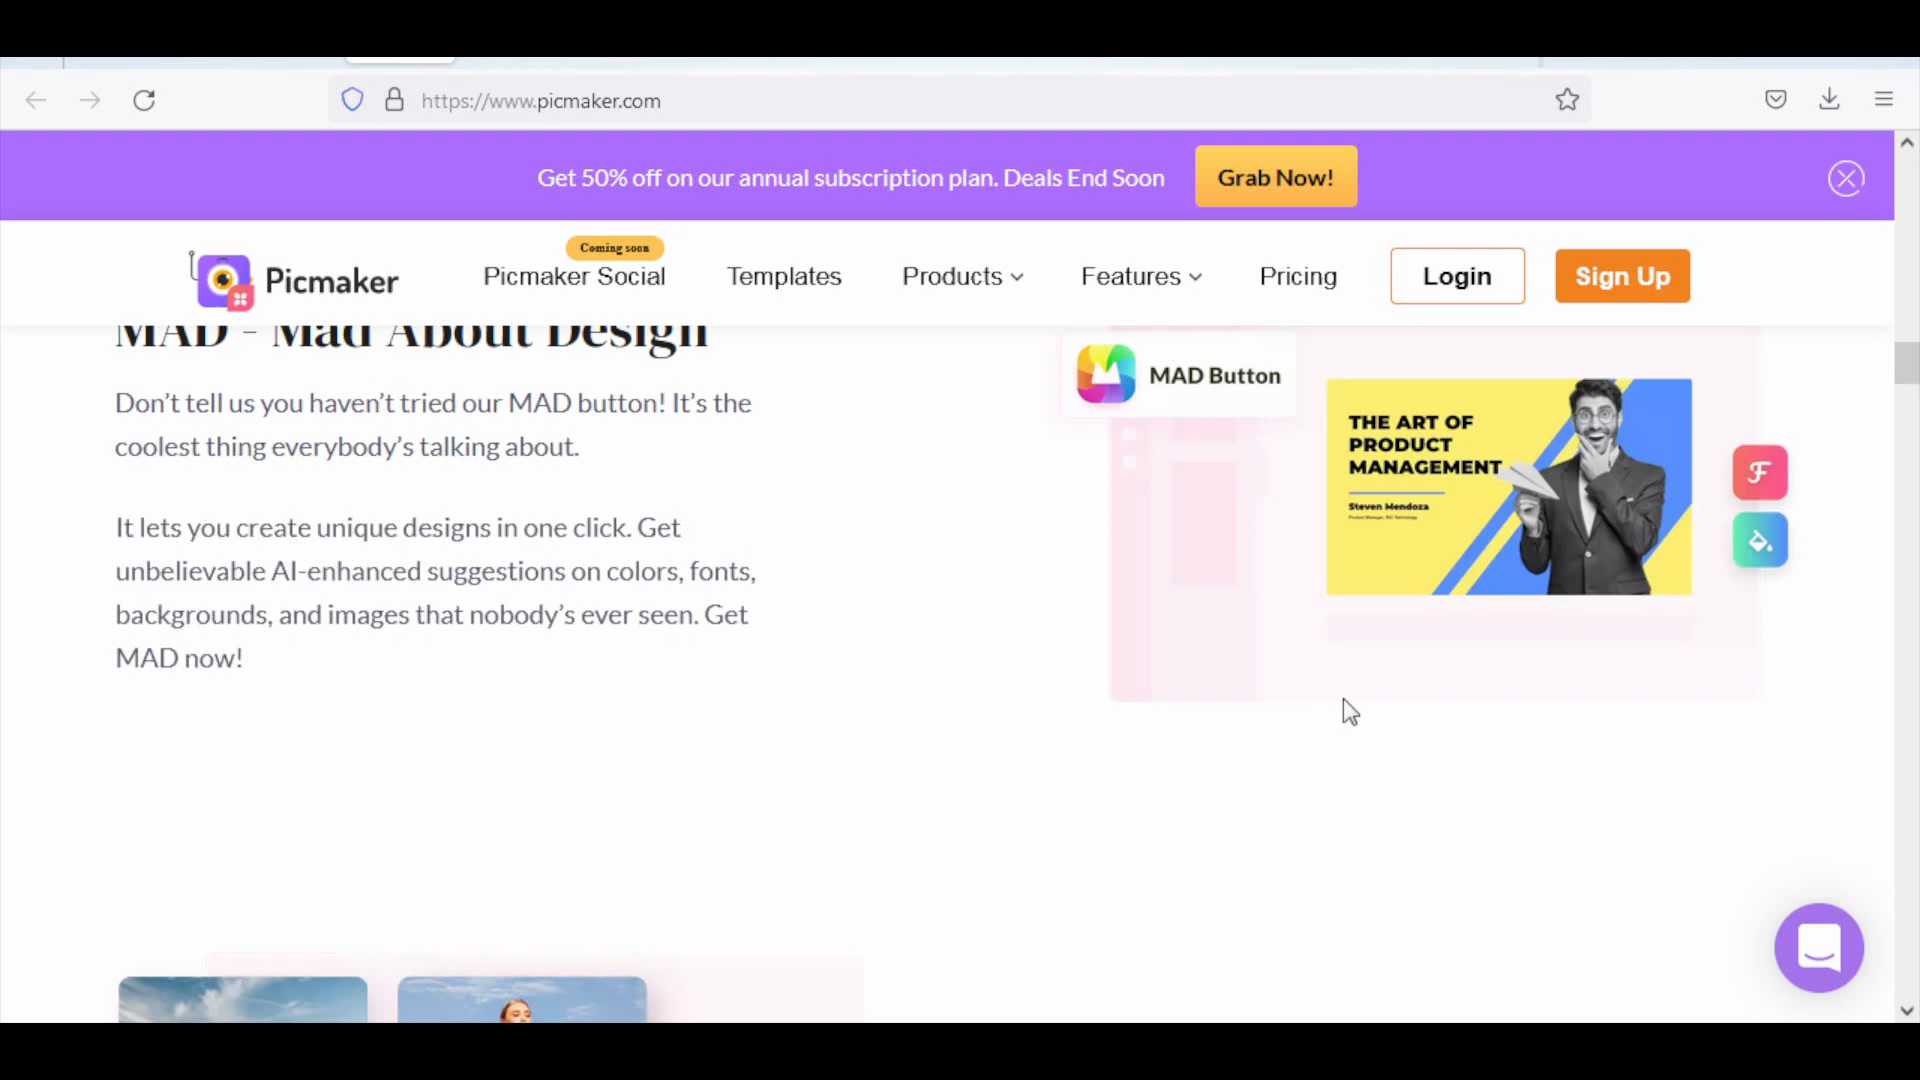 https://www.picmaker.com
Get 50% off on our annual subscription plan. Deals End Soon
Grab Now!
Picmaker
Coming soon
Picmaker Social
Templates
Products
Features
Pricing
Login
Sign Up
MAD - Mad About Design
Don't tell us you haven't tried our MAD button! It's the
coolest thing everybody's talking about.
It lets you create unique designs in one click. Get
unbelievable AI-enhanced suggestions on colors, fonts,
backgrounds, and images that nobody's ever seen. Get
MAD now!
MAD Button
THE ART OF
PRODUCT
MANAGEMENT
Steven Mendoza